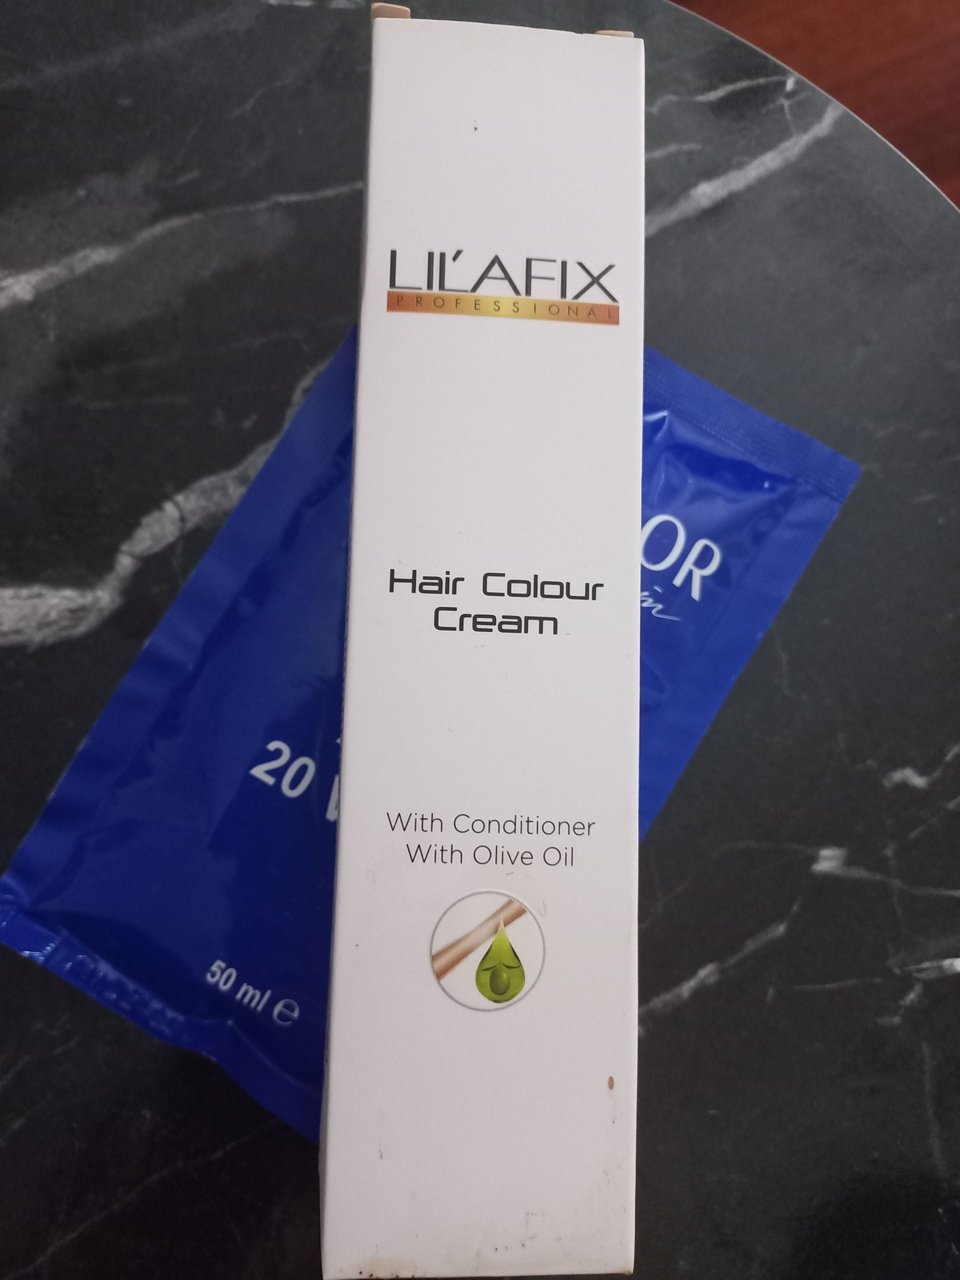 LIL'AFIX
PROFESSIONAL
Hair Colour
Cream
With Conditioner
With Olive Oil
OR
20
50 ml e